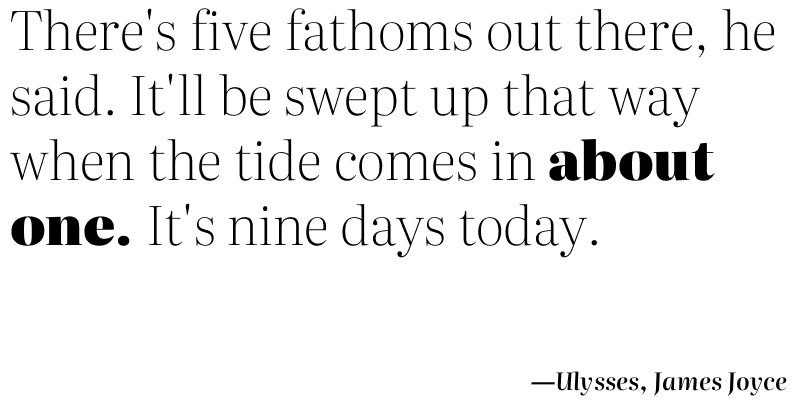 There's five fathoms out there, he
said. It'll be swept up that way
when the tide comes in about
one. It's nine days today.
—Ulysses, James Joyce